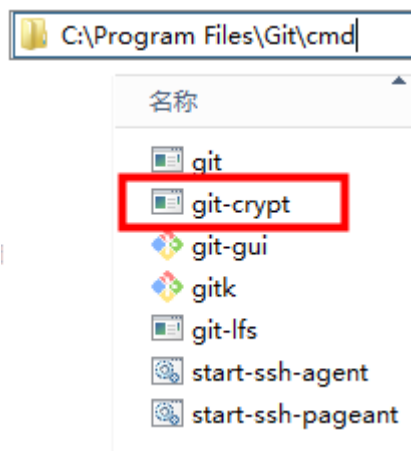 C:\Program Files\Git\cmd
名称
git
git-crypt
git-gui
gitk
git-lfs
start-ssh-agent
start-ssh-pageant